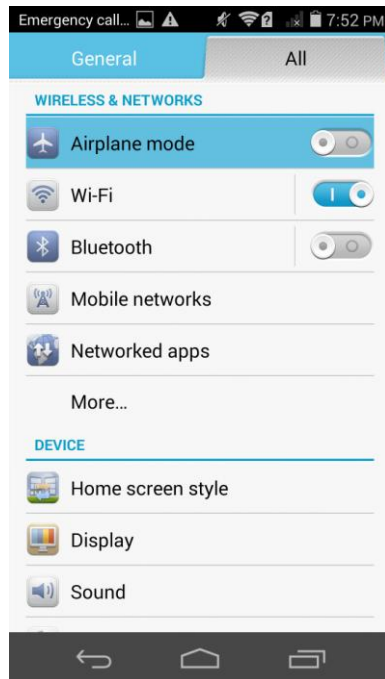 Emergency call... 7:52 PM
General All
WIRELESS & NETWORKS
Airplane mode
Wi-Fi
Bluetooth
Mobile networks
Networked apps
More...
DEVICE
Home screen style
Display
Sound